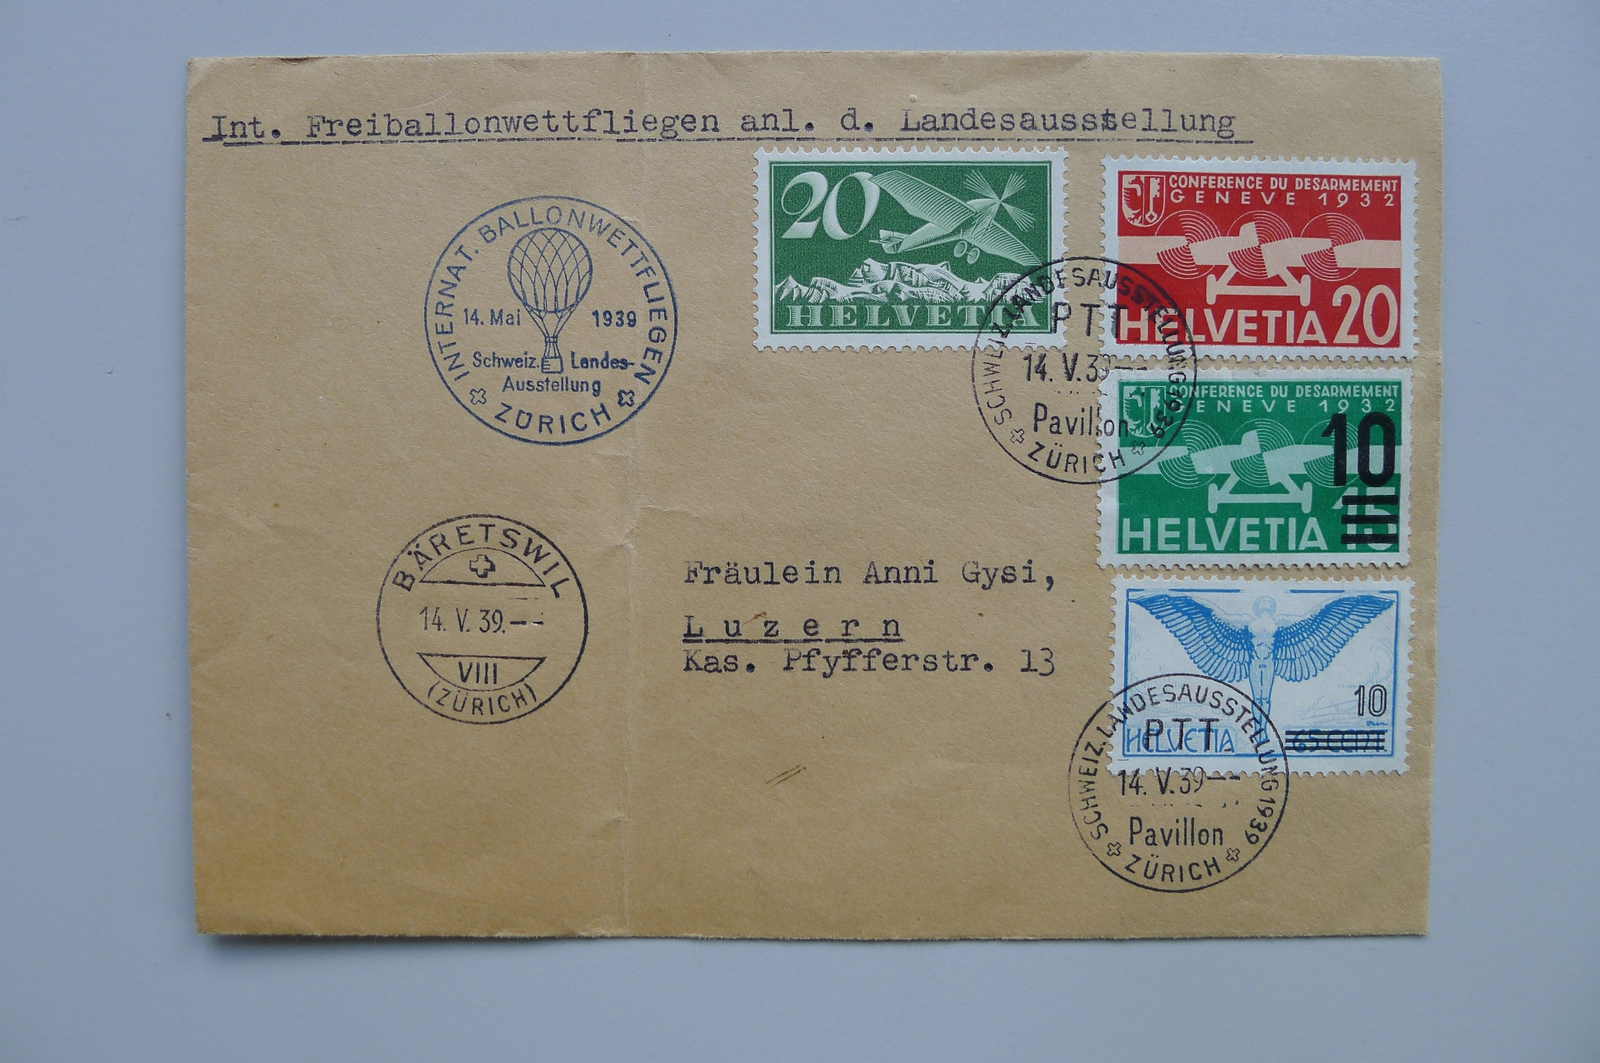 Int. Freiballonwettfliegen anl. d. Landesausstellung
INTERNAT. BALLONWETTFLIEGEN
14. Mai 1939
Schweiz. Landes-
Ausstellung
ZÜRICH
20
HELVETIA
CONFERENCE DU DESARMEMENT
GENEVE 1932
HELVETIA 20
SCHWEIZ. LANDESAUSSTELLUNG 1939
PTT
14. V. 39--
Pavillon
ZÜRICH
CONFERENCE DU DESARMEMENT
GENEVE 1932
10
HELVETIA 15
BÄRETSWIL
14. V. 39.--
VIII
(ZÜRICH)
Fräulein Anni Gysi,
Luzern
Kas. Pfyfferstr. 13
10
HELVETIA 65 CENT.
SCHWEIZ. LANDESAUSSTELLUNG 1939
PTT
14. V. 39--
Pavillon
ZÜRICH